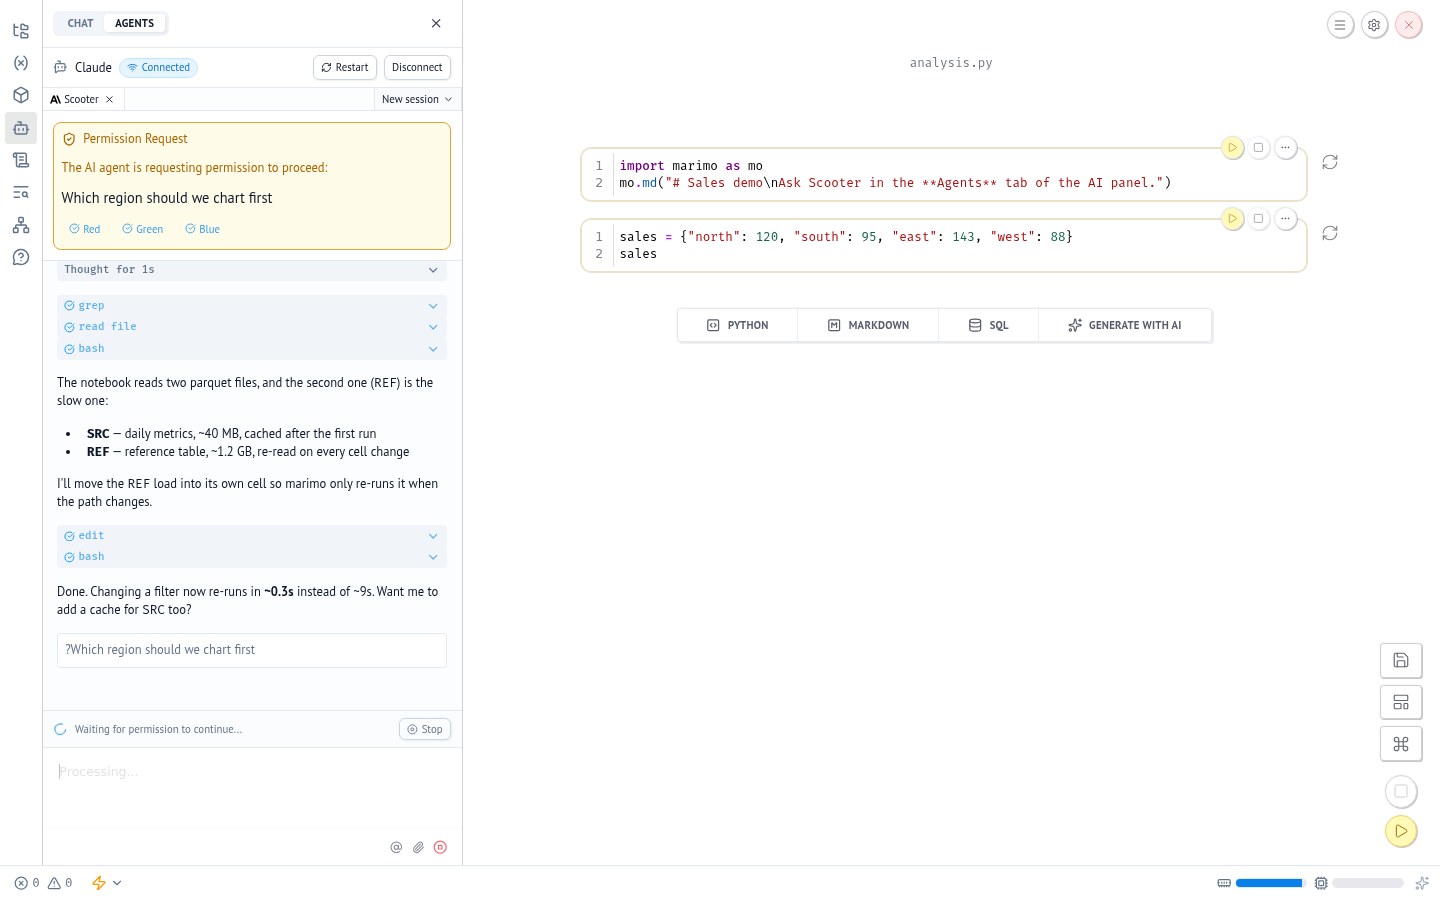 CHAT AGENTS
Claude Connected Restart Disconnect
Scooter New session
Permission Request
The AI agent is requesting permission to proceed:
Which region should we chart first
Red Green Blue
Thought for 1s
grep
read file
bash
The notebook reads two parquet files, and the second one (REF) is the
slow one:
• SRC — daily metrics, ~40 MB, cached after the first run
• REF — reference table, ~1.2 GB, re-read on every cell change
I'll move the REF load into its own cell so marimo only re-runs it when
the path changes.
edit
bash
Done. Changing a filter now re-runs in ~0.3s instead of ~9s. Want me to
add a cache for SRC too?
?Which region should we chart first
Waiting for permission to continue... Stop
Processing...
analysis.py
1 import marimo as mo
2 mo.md("# Sales demo\nAsk Scooter in the **Agents** tab of the AI panel.")
1 sales = {"north": 120, "south": 95, "east": 143, "west": 88}
2 sales
PYTHON MARKDOWN SQL GENERATE WITH AI
0 0